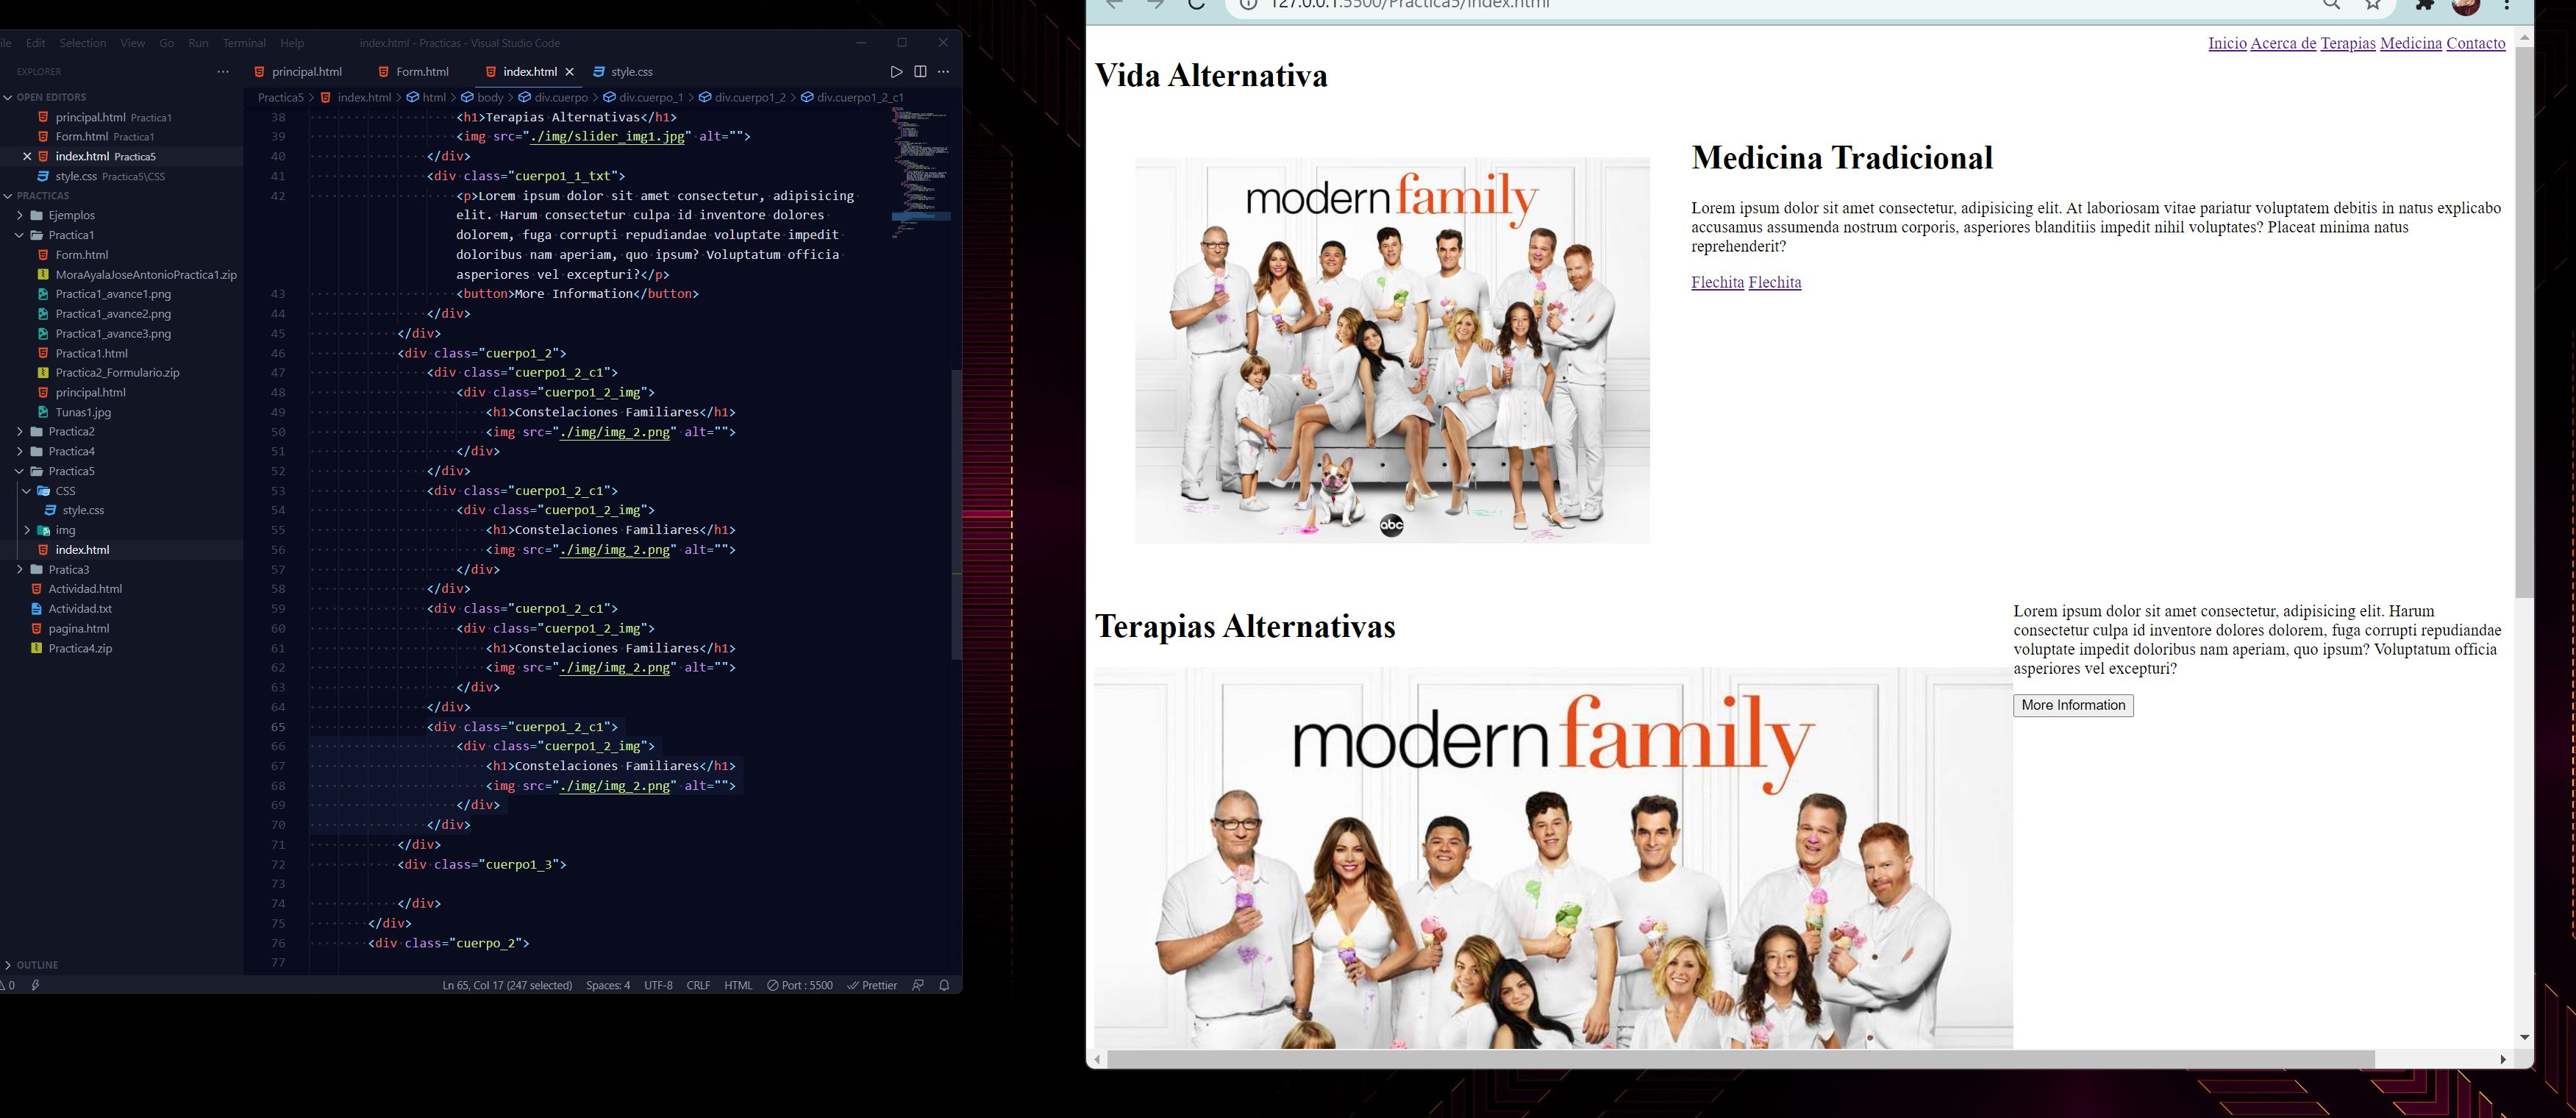 ile Edit Selection View Go Run Terminal Help index.html - Practicas - Visual Studio Code
EXPLORER
OPEN EDITORS
principal.html Practica1
Form.html Practica1
index.html Practica5
style.css Practica5\CSS
PRACTICAS
Ejemplos
Practica1
Form.html
MoraAyalaJoseAntonioPractica1.zip
Practica1_avance1.png
Practica1_avance2.png
Practica1_avance3.png
Practica1.html
Practica2_Formulario.zip
principal.html
Tunas1.jpg
Practica2
Practica4
Practica5
CSS
style.css
img
index.html
Pratica3
Actividad.html
Actividad.txt
pagina.html
Practica4.zip
OUTLINE
principal.html Form.html index.html style.css
Practica5 > index.html > html > body > div.cuerpo > div.cuerpo_1 > div.cuerpo1_2 > div.cuerpo1_2_c1
38 <h1>Terapias Alternativas</h1>
39 <img src="./img/slider_img1.jpg" alt="">
40 </div>
41 <div class="cuerpo1_1_txt">
42 <p>Lorem ipsum dolor sit amet consectetur, adipisicing
elit. Harum consectetur culpa id inventore dolores
dolorem, fuga corrupti repudiandae voluptate impedit
doloribus nam aperiam, quo ipsum? Voluptatum officia
asperiores vel excepturi?</p>
43 <button>More Information</button>
44 </div>
45 </div>
46 <div class="cuerpo1_2">
47 <div class="cuerpo1_2_c1">
48 <div class="cuerpo1_2_img">
49 <h1>Constelaciones Familiares</h1>
50 <img src="./img/img_2.png" alt="">
51 </div>
52 </div>
53 <div class="cuerpo1_2_c1">
54 <div class="cuerpo1_2_img">
55 <h1>Constelaciones Familiares</h1>
56 <img src="./img/img_2.png" alt="">
57 </div>
58 </div>
59 <div class="cuerpo1_2_c1">
60 <div class="cuerpo1_2_img">
61 <h1>Constelaciones Familiares</h1>
62 <img src="./img/img_2.png" alt="">
63 </div>
64 </div>
65 <div class="cuerpo1_2_c1">
66 <div class="cuerpo1_2_img">
67 <h1>Constelaciones Familiares</h1>
68 <img src="./img/img_2.png" alt="">
69 </div>
70 </div>
71 </div>
72 <div class="cuerpo1_3">
73
74 </div>
75 </div>
76 <div class="cuerpo_2">
77
0 Ln 65, Col 17 (247 selected) Spaces: 4 UTF-8 CRLF HTML Port : 5500 Prettier
127.0.0.1:5500/Practica5/index.html
Inicio Acerca de Terapias Medicina Contacto
Vida Alternativa
modern family
abc
Medicina Tradicional
Lorem ipsum dolor sit amet consectetur, adipisicing elit. At laboriosam vitae pariatur voluptatem debitis in natus explicabo
accusamus assumenda nostrum corporis, asperiores blanditiis impedit nihil voluptates? Placeat minima natus
reprehenderit?
Flechita Flechita
Terapias Alternativas
modern family
Lorem ipsum dolor sit amet consectetur, adipisicing elit. Harum
consectetur culpa id inventore dolores dolorem, fuga corrupti repudiandae
voluptate impedit doloribus nam aperiam, quo ipsum? Voluptatum officia
asperiores vel excepturi?
More Information